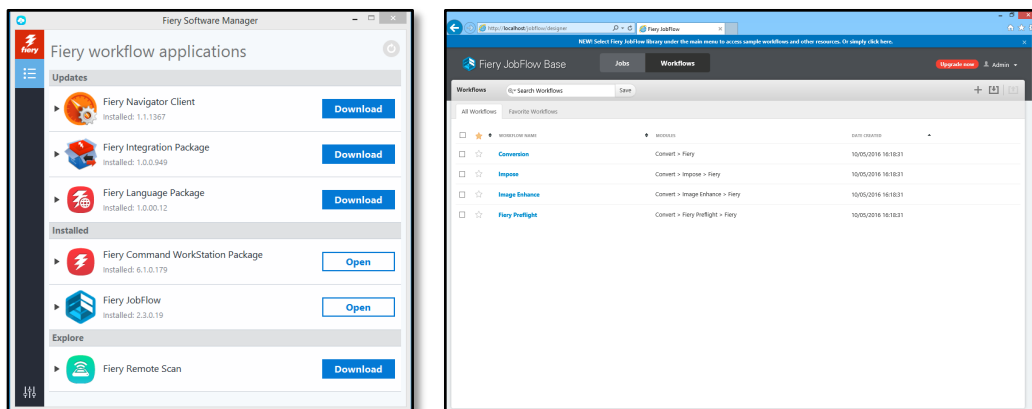 Fiery Software Manager
fiery
Fiery workflow applications
Updates
Fiery Navigator Client
Installed: 1.1.1367
Download
Fiery Integration Package
Installed: 1.0.0.949
Download
Fiery Language Package
Installed: 1.0.00.12
Download
Installed
Fiery Command WorkStation Package
Installed: 6.1.0.179
Open
Fiery JobFlow
Installed: 2.3.0.19
Open
Explore
Fiery Remote Scan
Download
http://localhost/jobflow/designer
Fiery JobFlow
NEW! Select Fiery JobFlow library under the main menu to access sample workflows and other resources. Or simply click here.
Fiery JobFlow Base
Jobs
Workflows
Upgrade now
Admin
Workflows
Search Workflows
Save
All Workflows
Favorite Workflows
WORKFLOW NAME
MODULES
DATE CREATED
Conversion
Convert > Fiery
10/05/2016 16:18:31
Impose
Convert > Impose > Fiery
10/05/2016 16:18:31
Image Enhance
Convert > Image Enhance > Fiery
10/05/2016 16:18:31
Fiery Preflight
Convert > Fiery Preflight > Fiery
10/05/2016 16:18:31